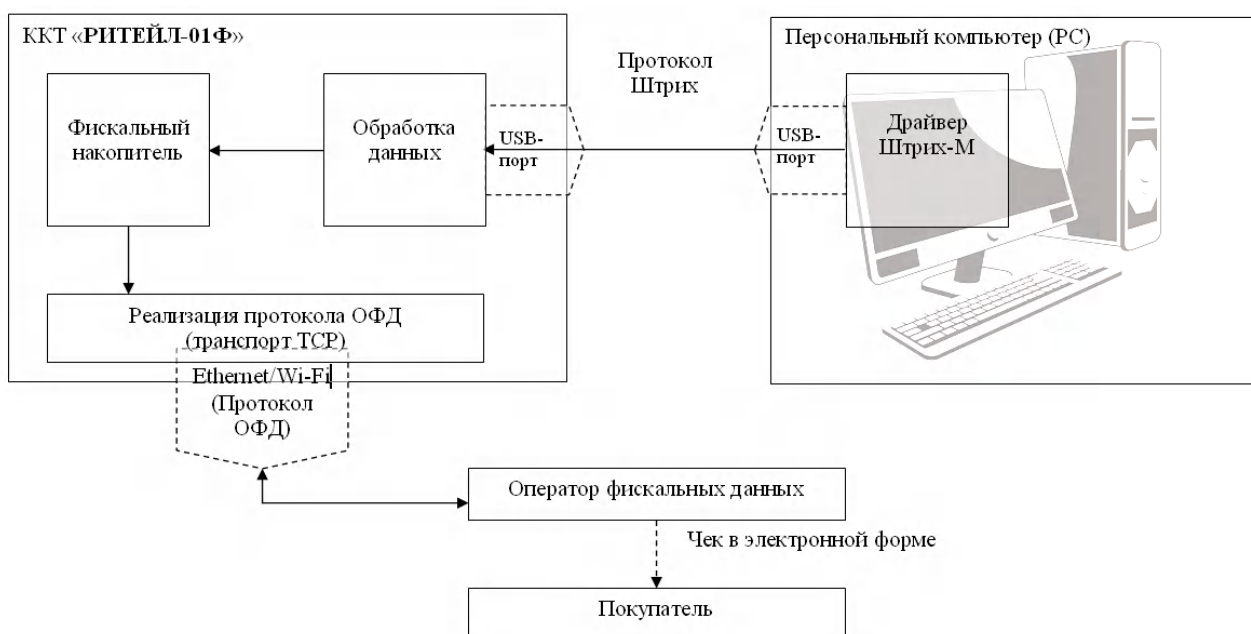 ККТ «РИТЕЙЛ-01Ф»
Персональный компьютер (PC)
Протокол
Штрих
Фискальный
накопитель
Обработка
данных
USB-
порт
USB-
порт
Драйвер
Штрих-М
Реализация протокола ОФД
(транспорт TCP)
Ethernet/Wi-Fi
(Протокол
ОФД)
Оператор фискальных данных
Чек в электронной форме
Покупатель